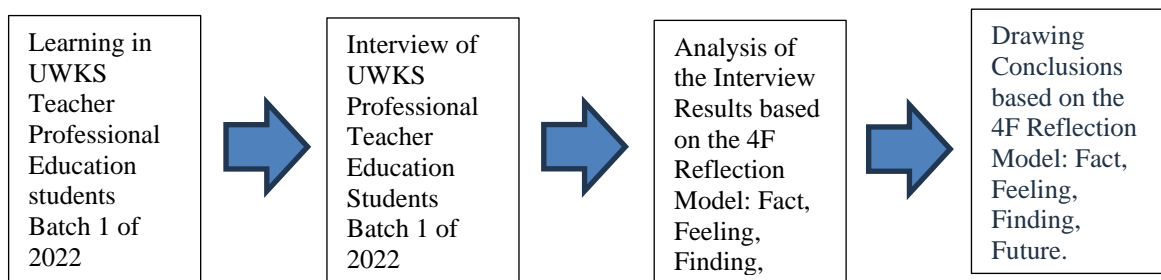 Learning in
UWKS
Teacher
Professional
Education
students
Batch 1 of
2022
Interview of
UWKS
Professional
Teacher
Education
Students
Batch 1 of
2022
Analysis of
the Interview
Results based
on the 4F
Reflection
Model: Fact,
Feeling,
Finding,
Drawing
Conclusions
based on the
4F Reflection
Model: Fact,
Feeling,
Finding,
Future.